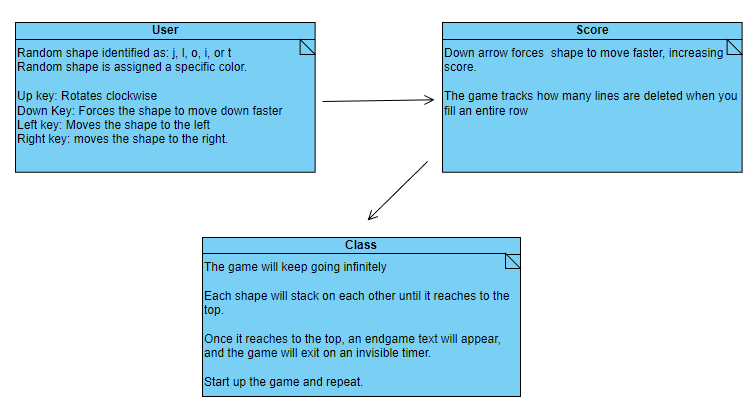 User
Random shape identified as: j, l, o, i, or t
Random shape is assigned a specific color.
Up key: Rotates clockwise
Down Key: Forces the shape to move down faster
Left key: Moves the shape to the left
Right key: moves the shape to the right.
Score
Down arrow forces  shape to move faster, increasing
score.
The game tracks how many lines are deleted when you
fill an entire row
Class
The game will keep going infinitely
Each shape will stack on each other until it reaches to the
top.
Once it reaches to the top, an endgame text will appear,
and the game will exit on an invisible timer.
Start up the game and repeat.